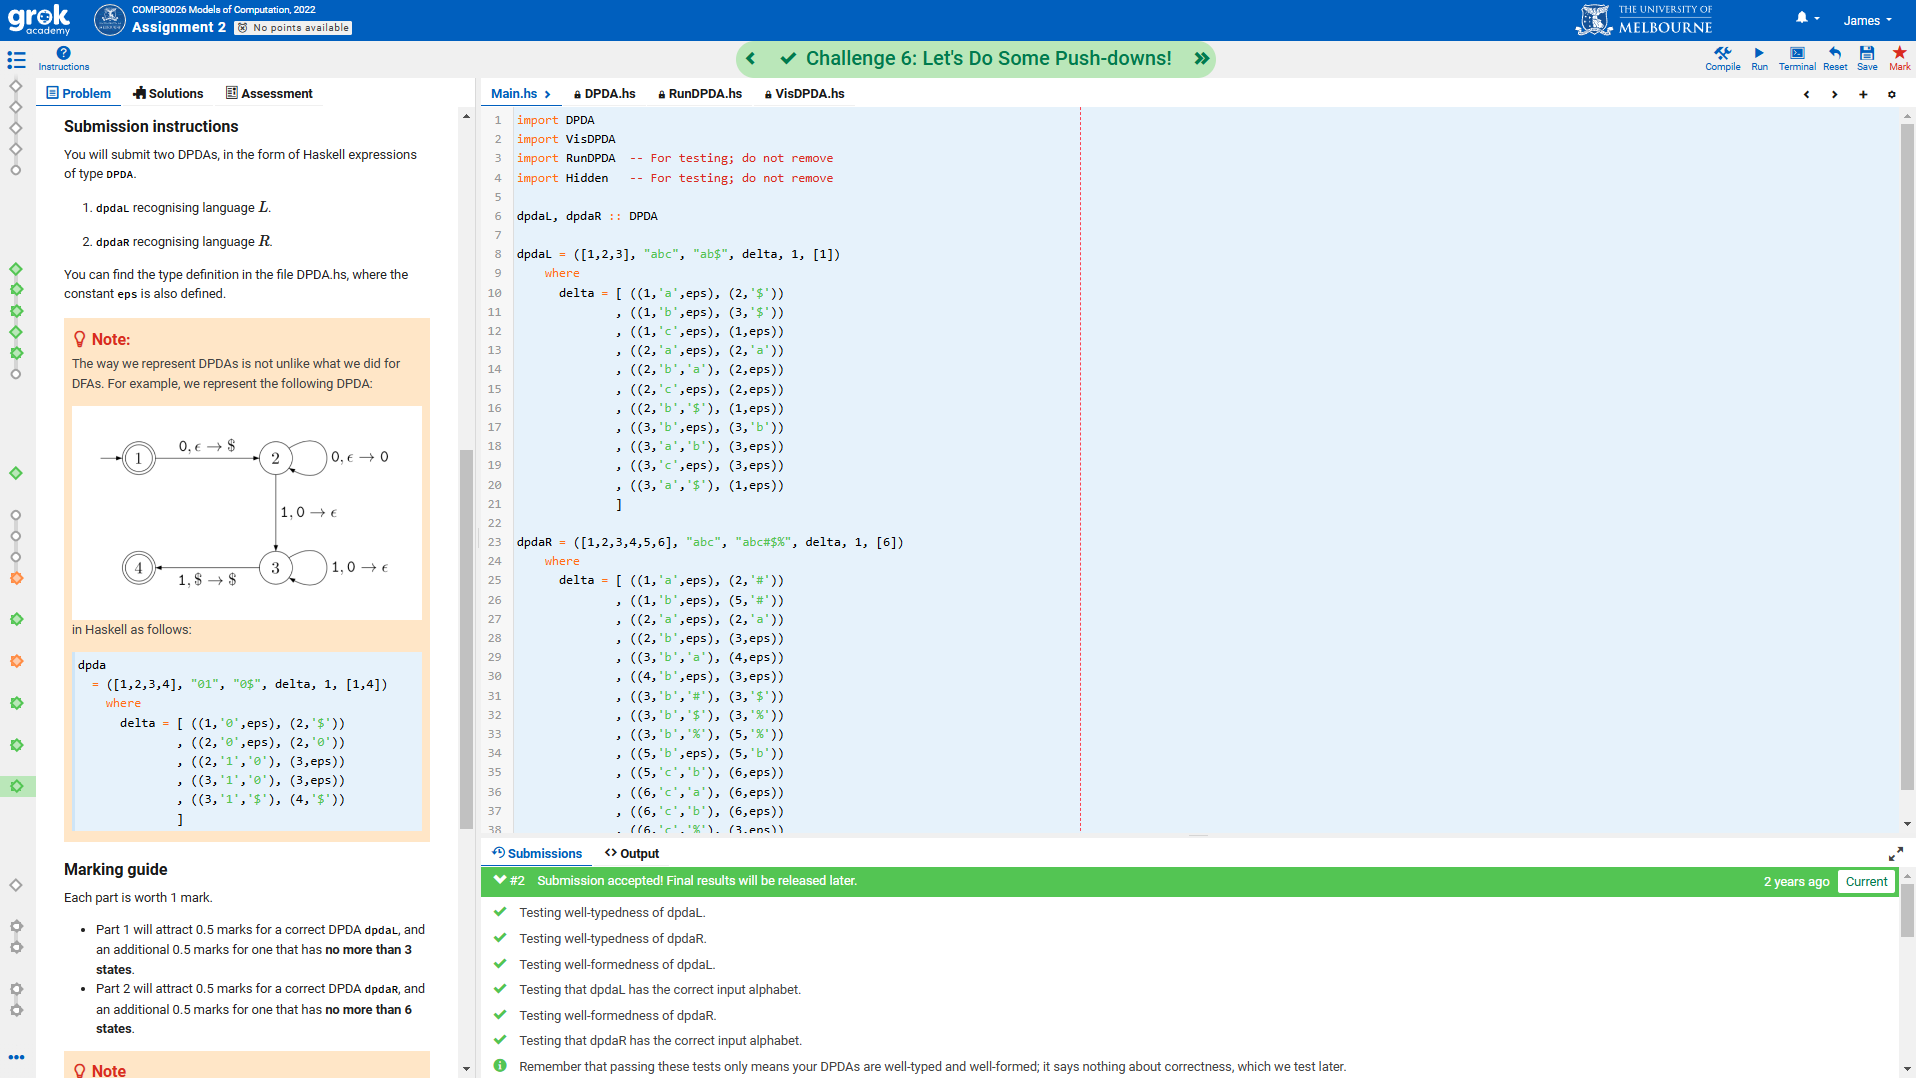 grok academy
COMP30026 Models of Computation, 2022
Assignment 2 No points available
THE UNIVERSITY OF MELBOURNE
James
Instructions
Challenge 6: Let's Do Some Push-downs!
Compile Run Terminal Reset Save Mark
Problem Solutions Assessment
Submission instructions
You will submit two DPDAs, in the form of Haskell expressions
of type DPDA.
1. dpdaL recognising language L.
2. dpdaR recognising language R.
You can find the type definition in the file DPDA.hs, where the
constant eps is also defined.
Note:
The way we represent DPDAs is not unlike what we did for
DFAs. For example, we represent the following DPDA:
1 0, ϵ → $ 2 0, ϵ → 0
1, 0 → ϵ
4 1, $ → $ 3 1, 0 → ϵ
in Haskell as follows:
dpda
= ([1,2,3,4], "01", "0$", delta, 1, [1,4])
where
delta = [ ((1,'0',eps), (2,'$'))
, ((2,'0',eps), (2,'0'))
, ((2,'1','0'), (3,eps))
, ((3,'1','0'), (3,eps))
, ((3,'1','$'), (4,'$'))
]
Marking guide
Each part is worth 1 mark.
• Part 1 will attract 0.5 marks for a correct DPDA dpdaL, and
an additional 0.5 marks for one that has no more than 3
states.
• Part 2 will attract 0.5 marks for a correct DPDA dpdaR, and
an additional 0.5 marks for one that has no more than 6
states.
Note
Main.hs DPDA.hs RunDPDA.hs VisDPDA.hs
1 import DPDA
2 import VisDPDA
3 import RunDPDA -- For testing; do not remove
4 import Hidden -- For testing; do not remove
5
6 dpdaL, dpdaR :: DPDA
7
8 dpdaL = ([1,2,3], "abc", "ab$", delta, 1, [1])
9 where
10 delta = [ ((1,'a',eps), (2,'$'))
11 , ((1,'b',eps), (3,'$'))
12 , ((1,'c',eps), (1,eps))
13 , ((2,'a',eps), (2,'a'))
14 , ((2,'b','a'), (2,eps))
15 , ((2,'c',eps), (2,eps))
16 , ((2,'b','$'), (1,eps))
17 , ((3,'b',eps), (3,'b'))
18 , ((3,'a','b'), (3,eps))
19 , ((3,'c',eps), (3,eps))
20 , ((3,'a','$'), (1,eps))
21 ]
22
23 dpdaR = ([1,2,3,4,5,6], "abc", "abc#$%", delta, 1, [6])
24 where
25 delta = [ ((1,'a',eps), (2,'#'))
26 , ((1,'b',eps), (5,'#'))
27 , ((2,'a',eps), (2,'a'))
28 , ((2,'b',eps), (3,eps))
29 , ((3,'b','a'), (4,eps))
30 , ((4,'b',eps), (3,eps))
31 , ((3,'b','#'), (3,'$'))
32 , ((3,'b','$'), (3,'%'))
33 , ((3,'b','%'), (5,'%'))
34 , ((5,'b',eps), (5,'b'))
35 , ((5,'c','b'), (6,eps))
36 , ((6,'c','a'), (6,eps))
37 , ((6,'c','b'), (6,eps))
38 , ((6,'c','%'), (3,eps))
Submissions Output
#2 Submission accepted! Final results will be released later. 2 years ago Current
Testing well-typedness of dpdaL.
Testing well-typedness of dpdaR.
Testing well-formedness of dpdaL.
Testing that dpdaL has the correct input alphabet.
Testing well-formedness of dpdaR.
Testing that dpdaR has the correct input alphabet.
Remember that passing these tests only means your DPDAs are well-typed and well-formed; it says nothing about correctness, which we test later.